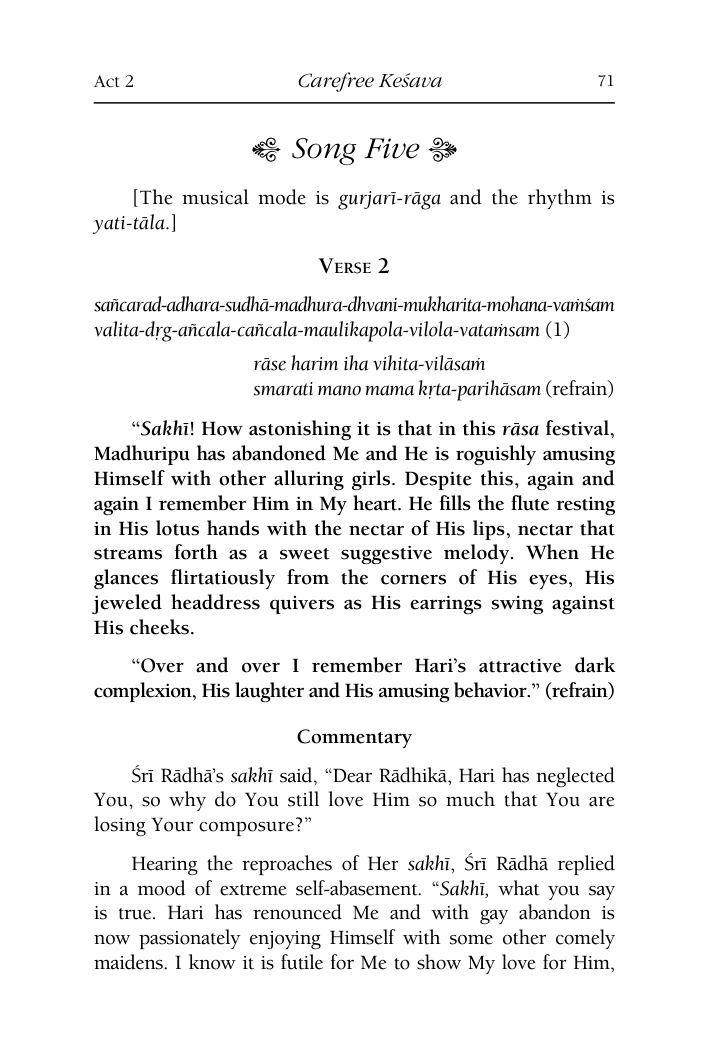 Act 2 Carefree Keśava 71
Song Five
[The musical mode is gurjarī-rāga and the rhythm is
yati-tāla.]
Verse 2
sañcarad-adhara-sudhā-madhura-dhvani-mukharita-mohana-vaṁśam
valita-dṛg-añcala-cañcala-maulikapola-vilola-vataṁsam (1)
rāse harim iha vihita-vilāsaṁ
smarati mano mama kṛta-parihāsam (refrain)
“Sakhī! How astonishing it is that in this rāsa festival,
Madhuripu has abandoned Me and He is roguishly amusing
Himself with other alluring girls. Despite this, again and
again I remember Him in My heart. He fills the flute resting
in His lotus hands with the nectar of His lips, nectar that
streams forth as a sweet suggestive melody. When He
glances flirtatiously from the corners of His eyes, His
jeweled headdress quivers as His earrings swing against
His cheeks.
“Over and over I remember Hari’s attractive dark
complexion, His laughter and His amusing behavior.” (refrain)
Commentary
Śrī Rādhā’s sakhī said, “Dear Rādhikā, Hari has neglected
You, so why do You still love Him so much that You are
losing Your composure?”
Hearing the reproaches of Her sakhī, Śrī Rādhā replied
in a mood of extreme self-abasement. “Sakhī, what you say
is true. Hari has renounced Me and with gay abandon is
now passionately enjoying Himself with some other comely
maidens. I know it is futile for Me to show My love for Him,